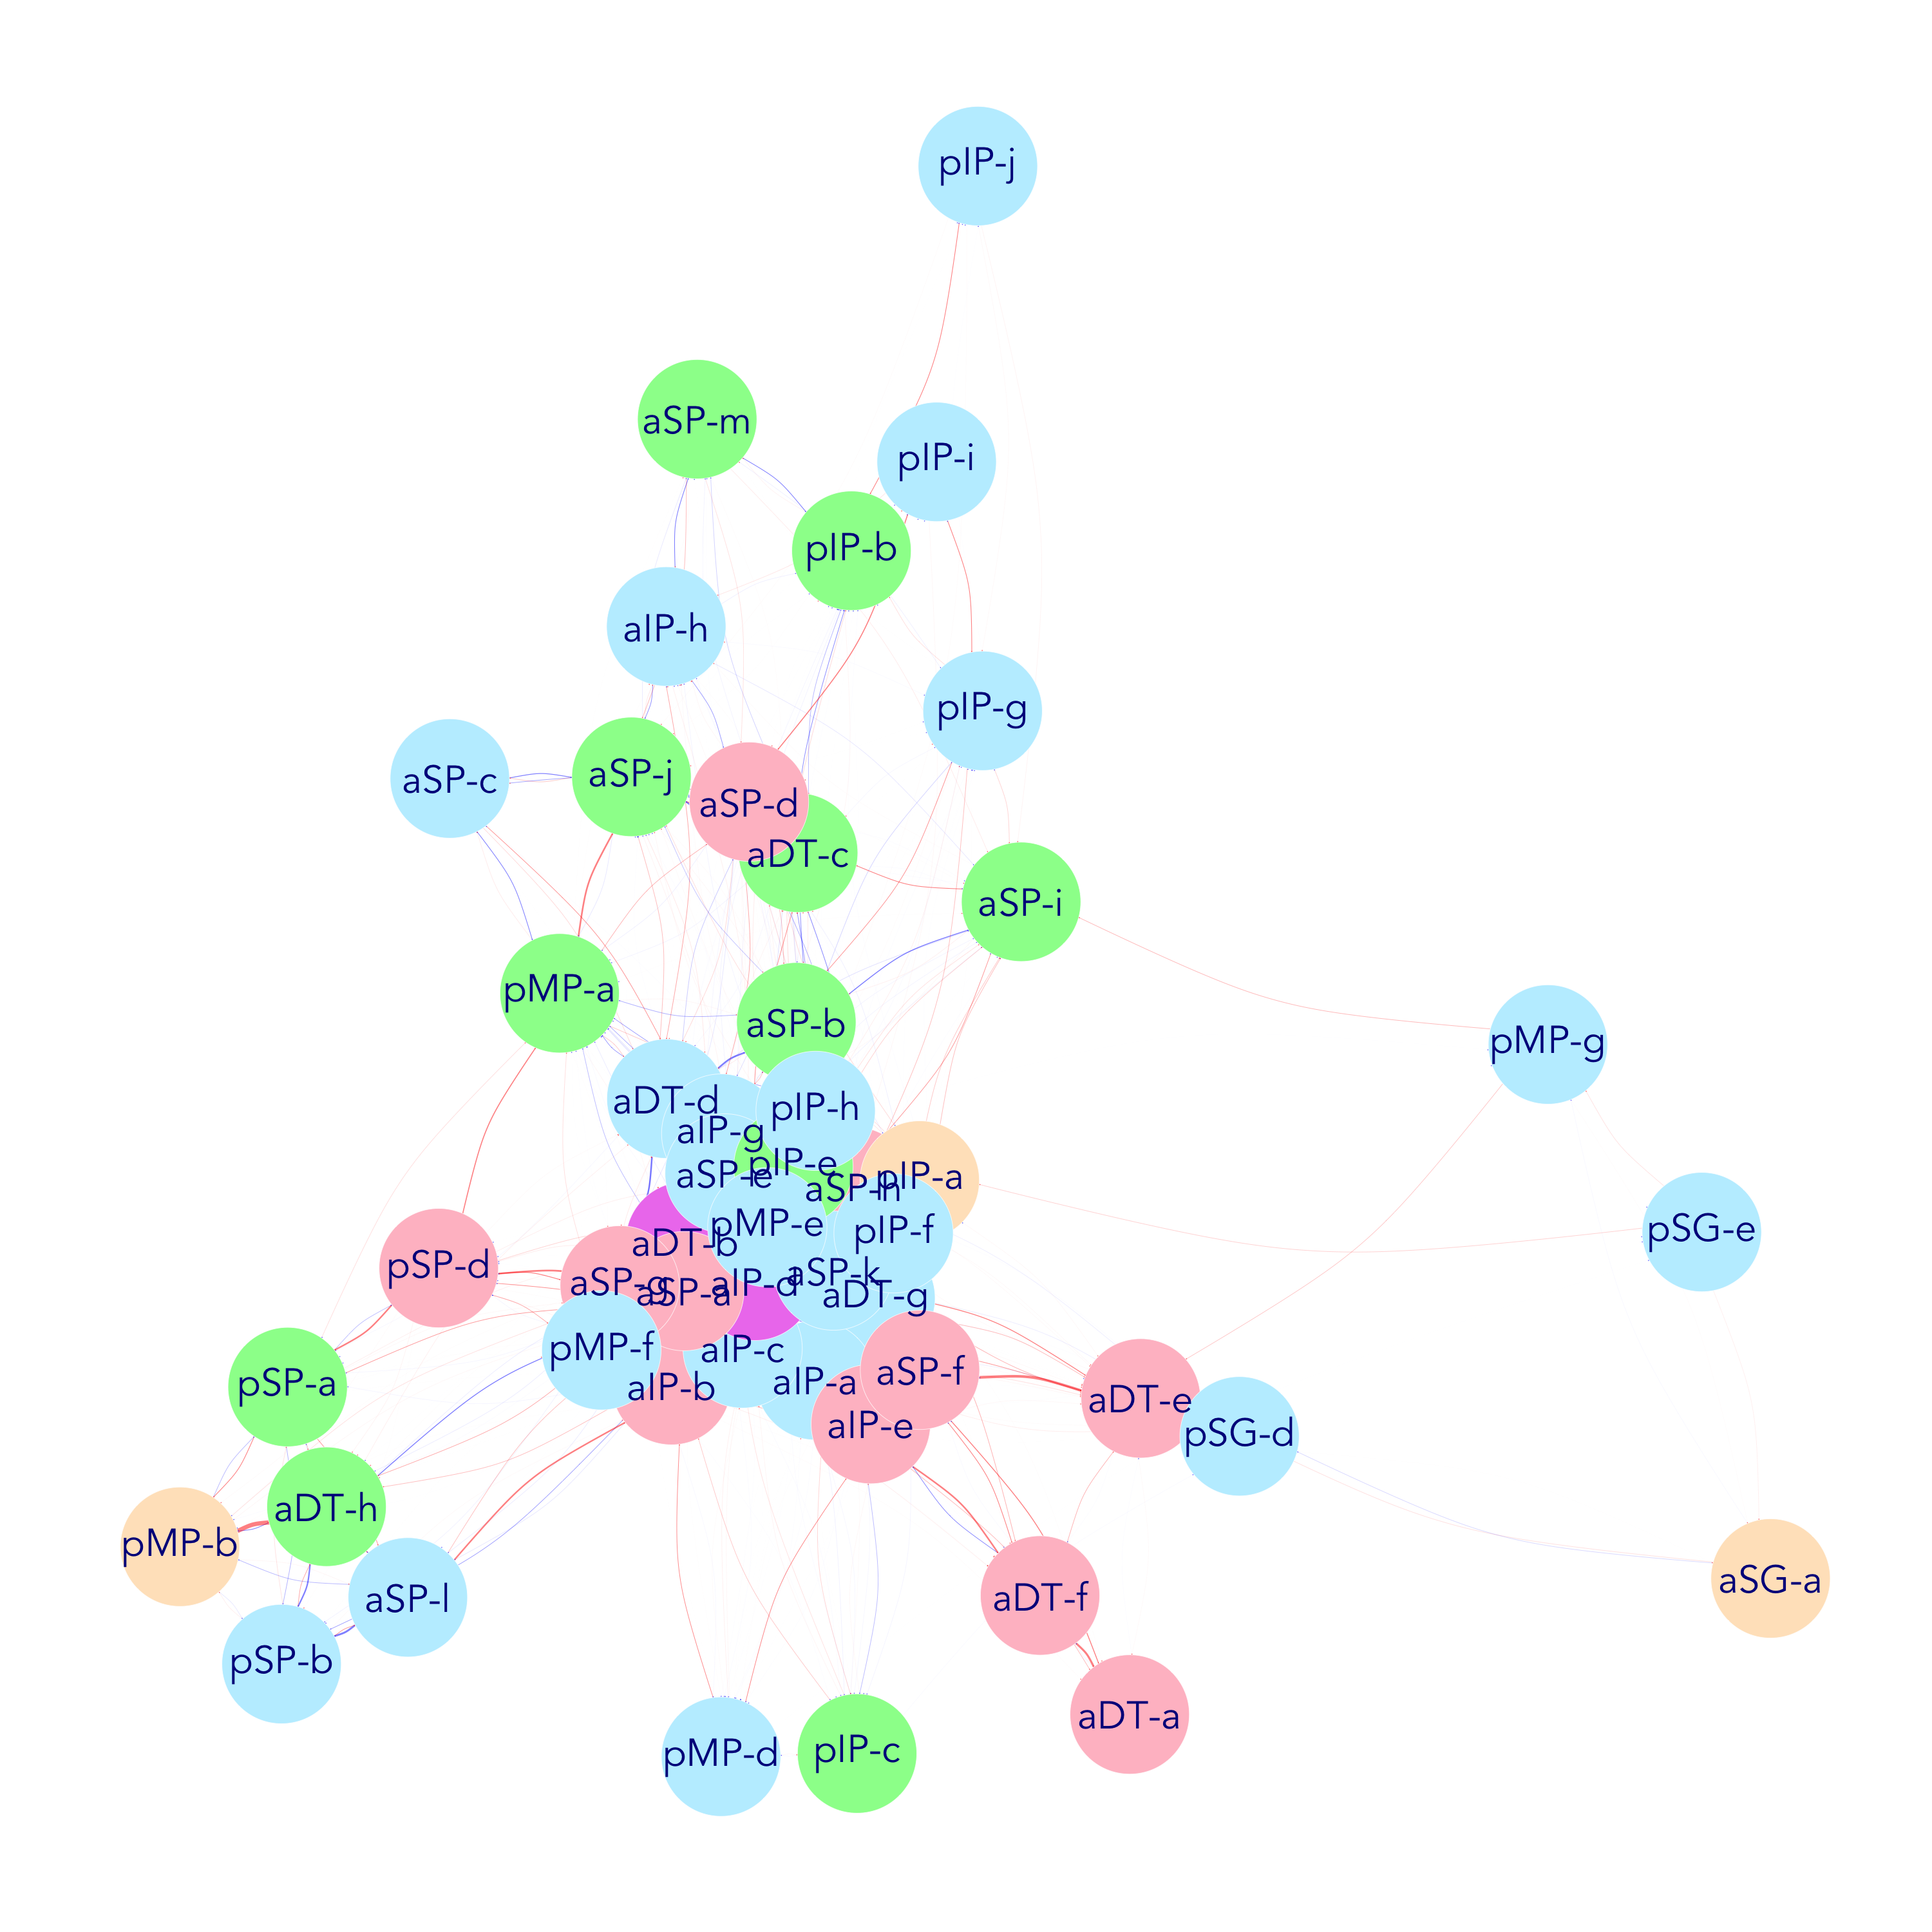 pIP-j
aSP-m
pIP-i
pIP-b
aIP-h
pIP-g
aSP-c
aSP-j
aSP-d
aDT-c
aSP-i
pMP-a
aSP-b
pMP-g
aDT-d
pIP-h
aIP-g
pIP-e
aSP-e
pIP-a
aSP-h
pMP-e
pIP-f
pSG-e
aDT-b
pSP-d
aSP-g
aIP-d
aSP-k
aSP-a
aDT-g
pMP-f
aIP-c
aSP-f
pSP-a
aIP-b
aIP-a
aDT-e
aIP-e
pSG-d
aDT-h
pMP-b
aSP-l
aDT-f
aSG-a
pSP-b
aDT-a
pMP-d
pIP-c